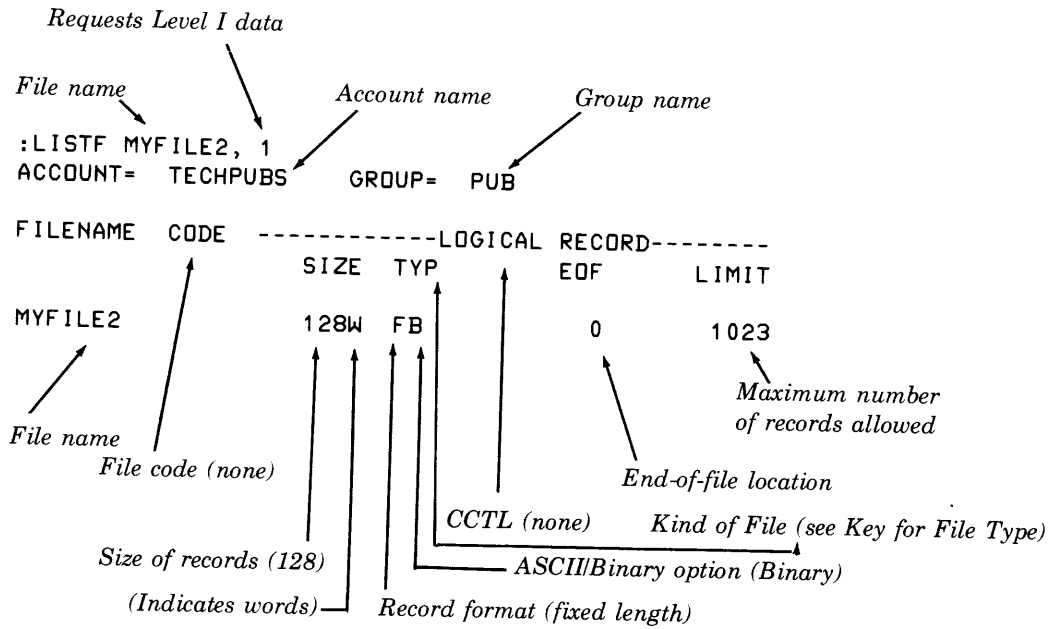 Requests Level I data
File name
Account name
Group name
:LISTF MYFILE2, 1
ACCOUNT= TECHPUBS GROUP= PUB
FILENAME CODE ------------LOGICAL RECORD--------
SIZE TYP EOF LIMIT
MYFILE2 128W FB 0 1023
Maximum number
of records allowed
File name
File code (none)
End-of-file location
CCTL (none)
Kind of File (see Key for File Type)
Size of records (128)
ASCII/Binary option (Binary)
(Indicates words)
Record format (fixed length)